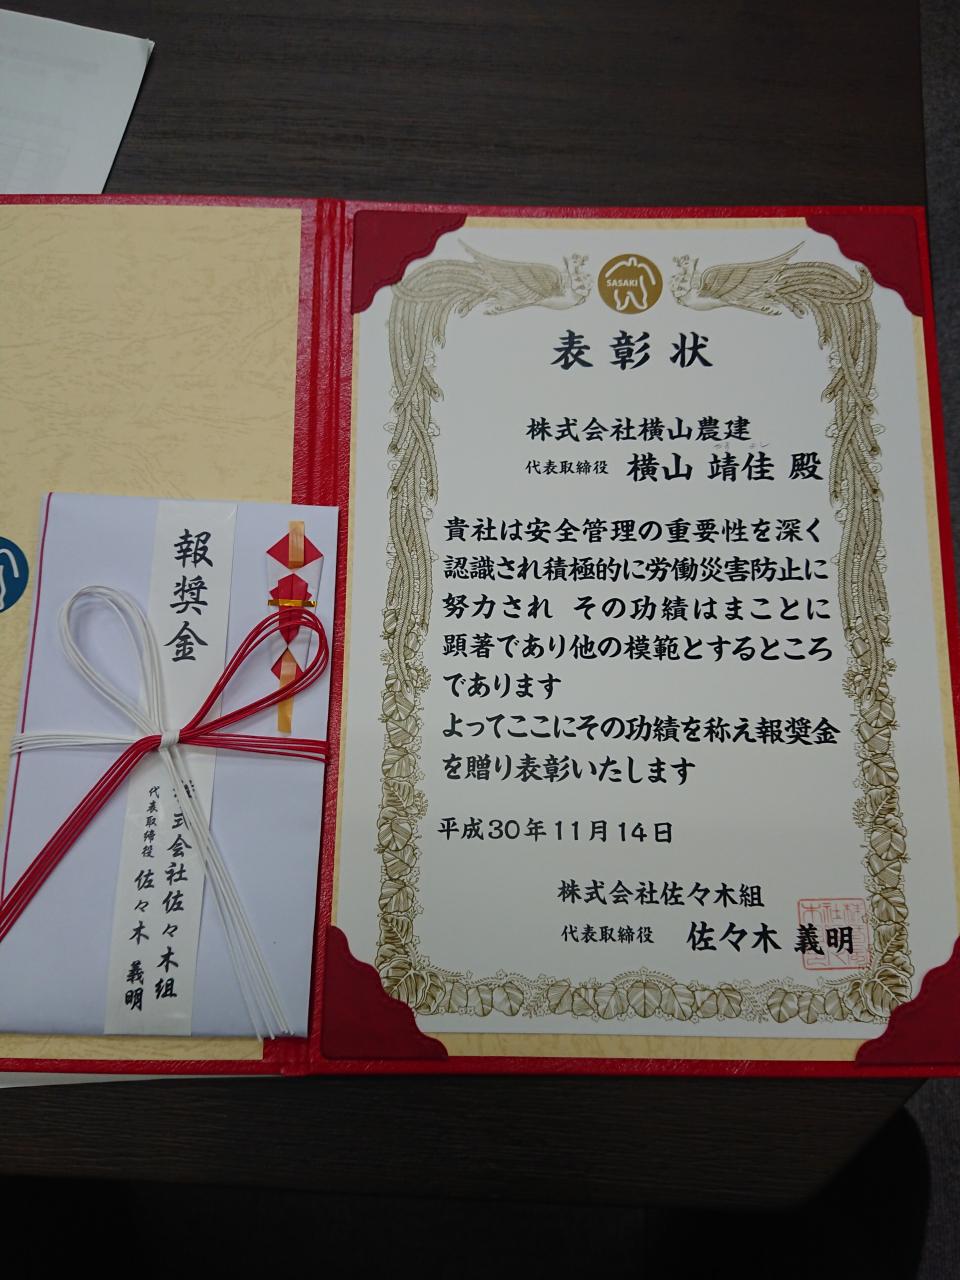 SASAKI
表彰状
株式会社横山農建
代表取締役 横山 靖佳 殿
貴社は安全管理の重要性を深く
認識され積極的に労働災害防止に
努力され その功績はまことに
顕著であり他の模範とするところ
であります
よってここにその功績を称え報奨金
を贈り表彰いたします
平成30年11月14日
株式会社佐々木組
代表取締役 佐々木 義明
報奨金
株式会社佐々木組
代表取締役 佐々木 義明